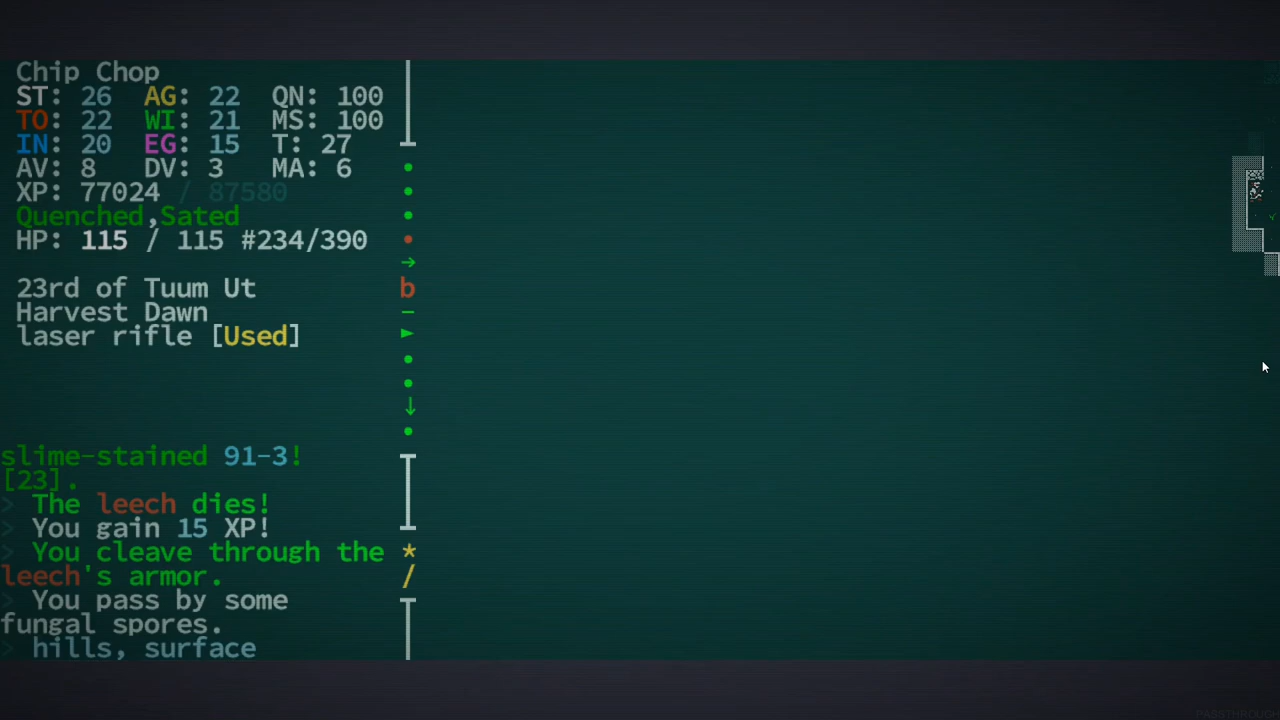 Chip Chop
ST: 26 AG: 22 QN: 100
TO: 22 WI: 21 MS: 100
IN: 20 EG: 15 T: 27
AV: 8 DV: 3 MA: 6
XP: 77024 / 87580
Quenched,Sated
HP: 115 / 115 #234/390
b
23rd of Tuum Ut
Harvest Dawn
laser rifle [Used]
slime-stained 91-3!
[23].
> The leech dies!
> You gain 15 XP!
> You cleave through the
leech's armor.
> You pass by some
fungal spores.
> hills, surface